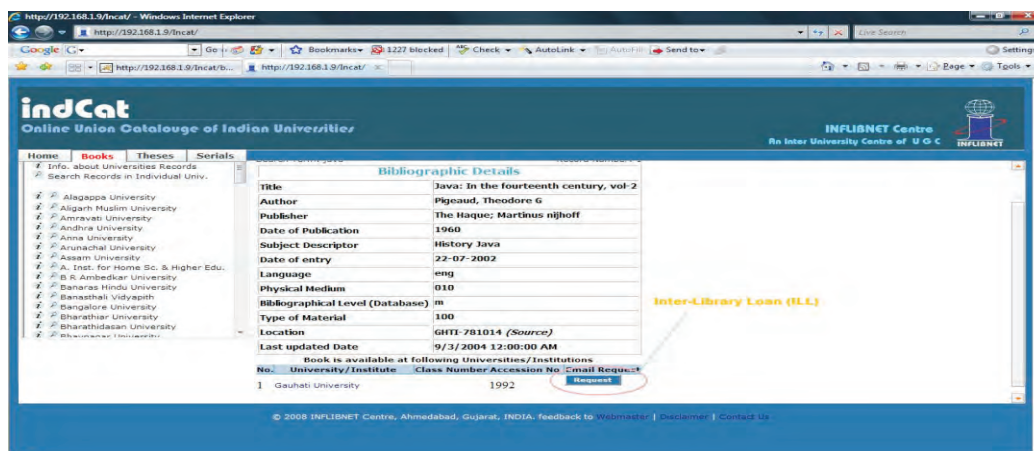 http://192.168.1.9/Incat/ - Windows Internet Explorer
http://192.168.1.9/Incat/
Live Search
Google G Go Bookmarks 1227 blocked Check AutoLink AutoFill Send to Setting
http://192.168.1.9/Incat/b... http://192.168.1.9/Incat/ Page Tools
indCat
Online Union Catalouge of Indian Universities
INFLIBNET Centre
An Inter University Centre of U G C
INFLIBNET
Home Books Theses Serials
Info. about Universities Records
Search Records in Individual Univ.
Alagappa University
Aligarh Muslim University
Amravati University
Andhra University
Anna University
Arunachal University
Assam University
A. Inst. for Home Sc. & Higher Edu.
B R Ambedkar University
Banaras Hindu University
Banasthali Vidyapith
Bangalore University
Bharathiar University
Bharathidasan University
Bhavnagar University
Bibliographic Details
Title Java: In the fourteenth century, vol-2
Author Pigeaud, Theodore G
Publisher The Haque; Martinus nijhoff
Date of Publication 1960
Subject Descriptor History Java
Date of entry 22-07-2002
Language eng
Physical Medium 010
Bibliographical Level (Database) m
Type of Material 100
Location GHTI-781014 (Source)
Last updated Date 9/3/2004 12:00:00 AM
Inter-Library Loan (ILL)
Book is available at following Universities/Institutions
No. University/Institute Class Number Accession No Email Request
1 Gauhati University 1992 Request
© 2008 INFLIBNET Centre, Ahmedabad, Gujarat, INDIA. feedback to Webmaster | Disclaimer | Contact Us